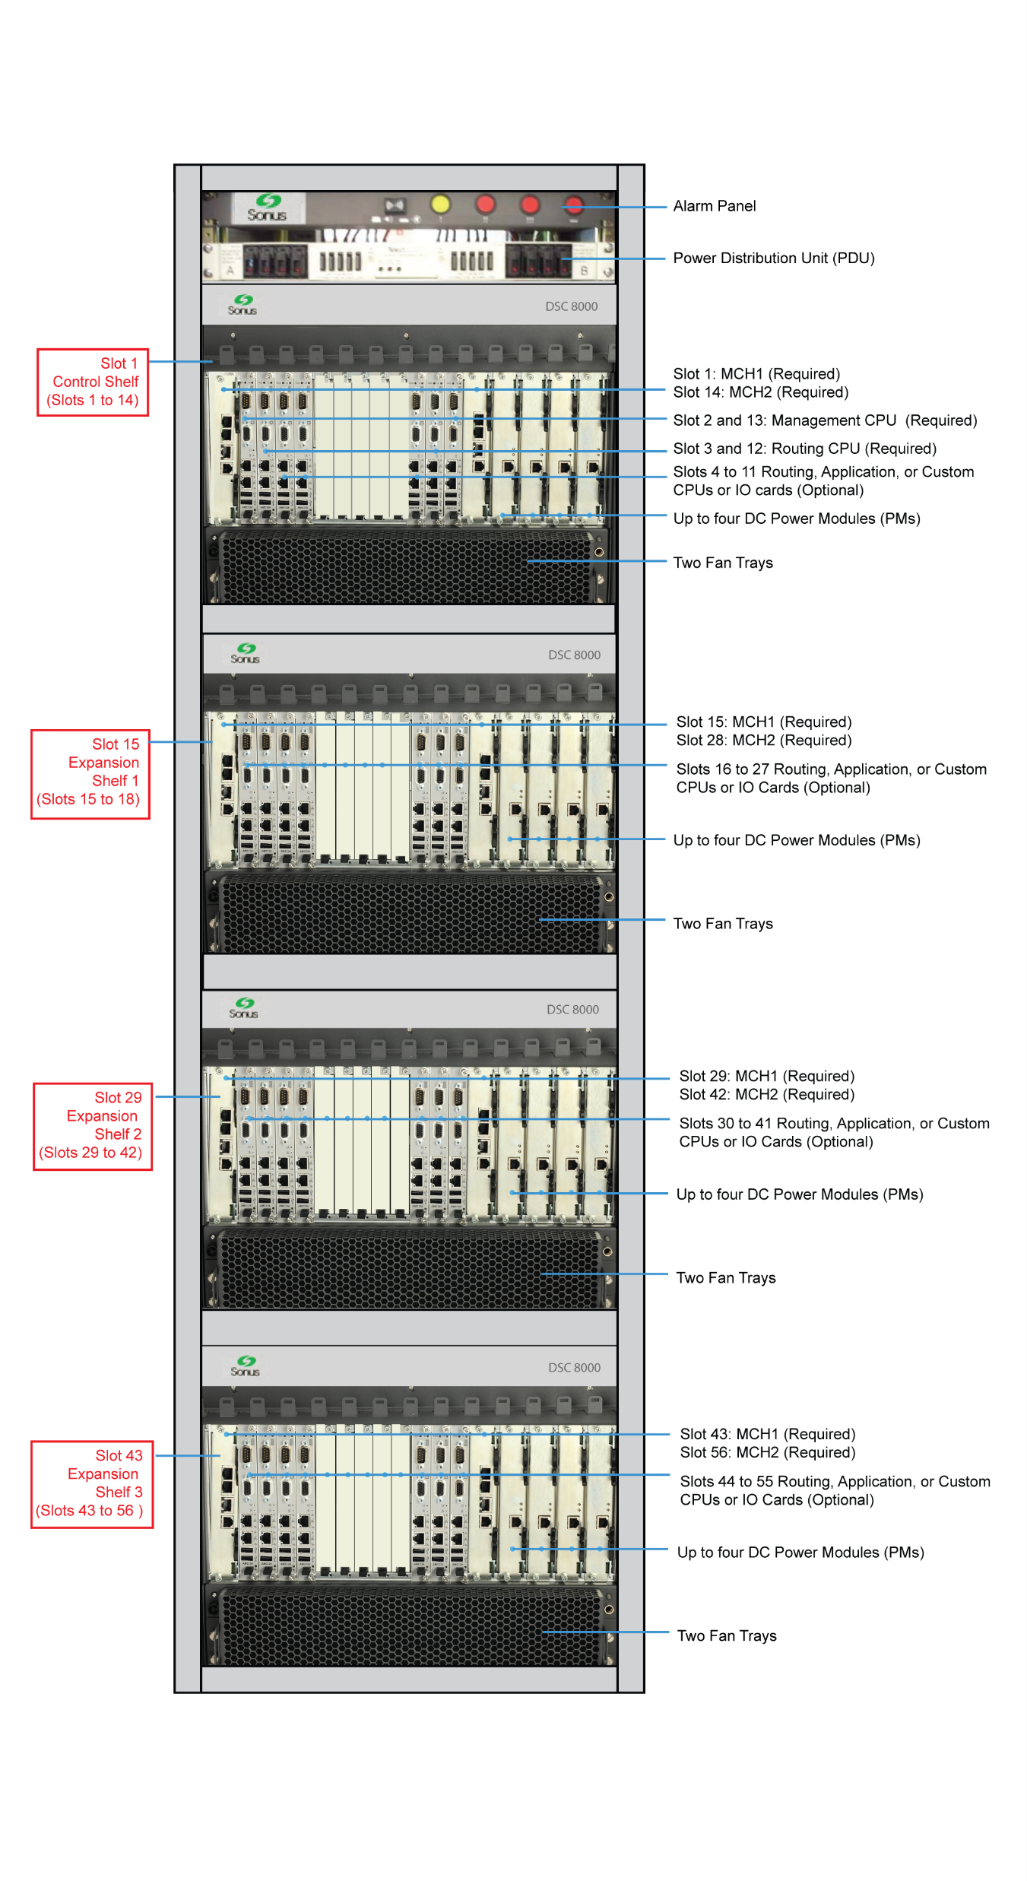 Sonus
Alarm Panel
A
B
Power Distribution Unit (PDU)
Sonus
DSC 8000
Slot 1
Control Shelf
(Slots 1 to 14)
Slot 1: MCH1 (Required)
Slot 14: MCH2 (Required)
Slot 2 and 13: Management CPU (Required)
Slot 3 and 12: Routing CPU (Required)
Slots 4 to 11 Routing, Application, or Custom
CPUs or IO cards (Optional)
Up to four DC Power Modules (PMs)
Two Fan Trays
Sonus
DSC 8000
Slot 15
Expansion
Shelf 1
(Slots 15 to 18)
Slot 15: MCH1 (Required)
Slot 28: MCH2 (Required)
Slots 16 to 27 Routing, Application, or Custom
CPUs or IO Cards (Optional)
Up to four DC Power Modules (PMs)
Two Fan Trays
Sonus
DSC 8000
Slot 29
Expansion
Shelf 2
(Slots 29 to 42)
Slot 29: MCH1 (Required)
Slot 42: MCH2 (Required)
Slots 30 to 41 Routing, Application, or Custom
CPUs or IO Cards (Optional)
Up to four DC Power Modules (PMs)
Two Fan Trays
Sonus
DSC 8000
Slot 43
Expansion
Shelf 3
(Slots 43 to 56 )
Slot 43: MCH1 (Required)
Slot 56: MCH2 (Required)
Slots 44 to 55 Routing, Application, or Custom
CPUs or IO Cards (Optional)
Up to four DC Power Modules (PMs)
Two Fan Trays